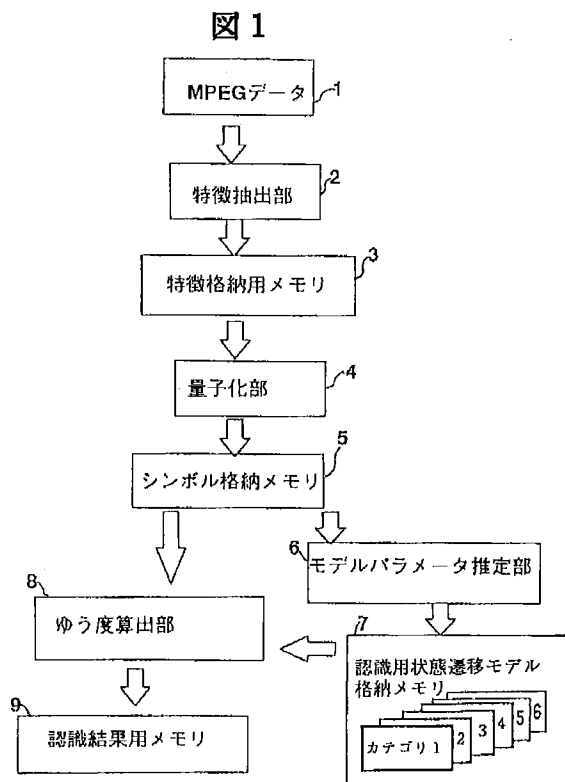 図1
MPEGデータ
1
特徴抽出部
2
特徴格納用メモリ
3
量子化部
4
シンボル格納メモリ
5
6
モデルパラメータ推定部
8
ゆう度算出部
7
認識用状態遷移モデル
格納メモリ
カテゴリ1
2
3
4
5
6
9
認識結果用メモリ